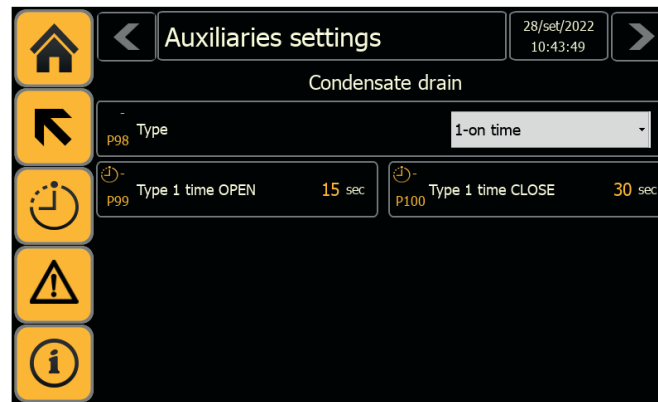 Auxiliaries settings
28/set/2022
10:43:49
Condensate drain
P98 Type 1-on time
P99 Type 1 time OPEN 15 sec
P100 Type 1 time CLOSE 30 sec